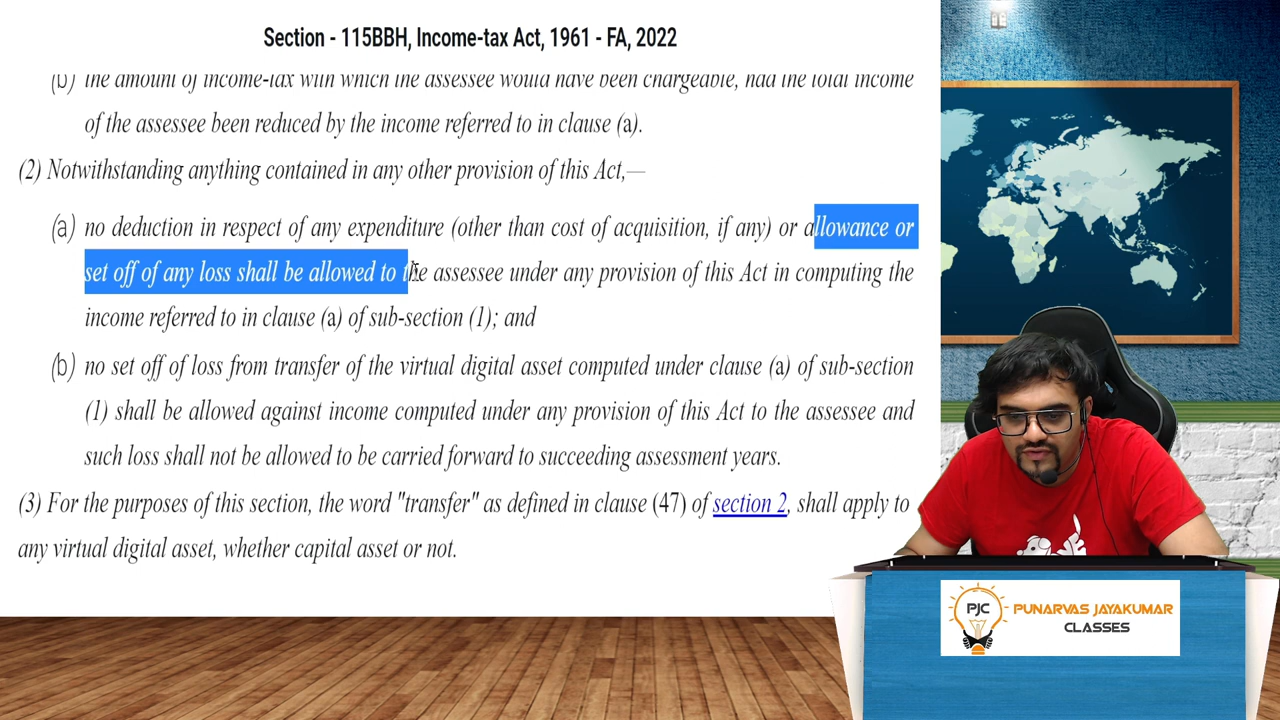 Section - 115BBH, Income-tax Act, 1961 - FA, 2022
(b) the amount of income-tax with which the assessee would have been chargeable, had the total income
of the assessee been reduced by the income referred to in clause (a).
(2) Notwithstanding anything contained in any other provision of this Act,—
(a) no deduction in respect of any expenditure (other than cost of acquisition, if any) or allowance or
set off of any loss shall be allowed to the assessee under any provision of this Act in computing the
income referred to in clause (a) of sub-section (1); and
(b) no set off of loss from transfer of the virtual digital asset computed under clause (a) of sub-section
(1) shall be allowed against income computed under any provision of this Act to the assessee and
such loss shall not be allowed to be carried forward to succeeding assessment years.
(3) For the purposes of this section, the word "transfer" as defined in clause (47) of section 2, shall apply to
any virtual digital asset, whether capital asset or not.
PJC
PUNARVAS JAYAKUMAR
CLASSES